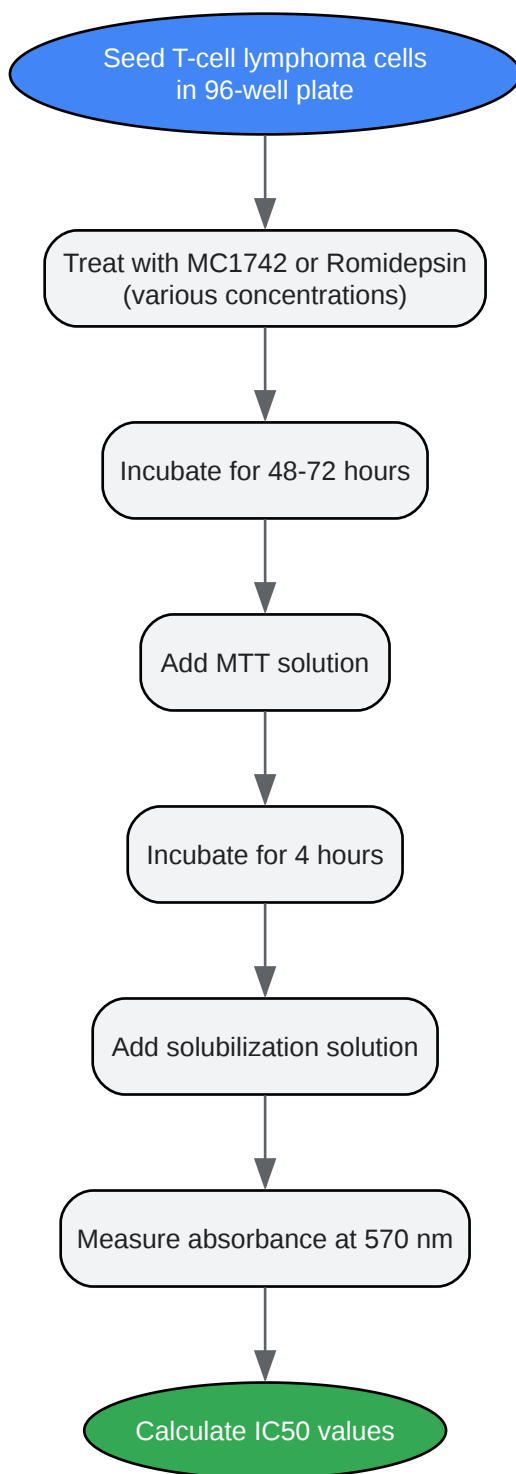 Seed T-cell lymphoma cells
in 96-well plate
Treat with MC1742 or Romidepsin
(various concentrations)
Incubate for 48-72 hours
Add MTT solution
Incubate for 4 hours
Add solubilization solution
Measure absorbance at 570 nm
Calculate IC50 values